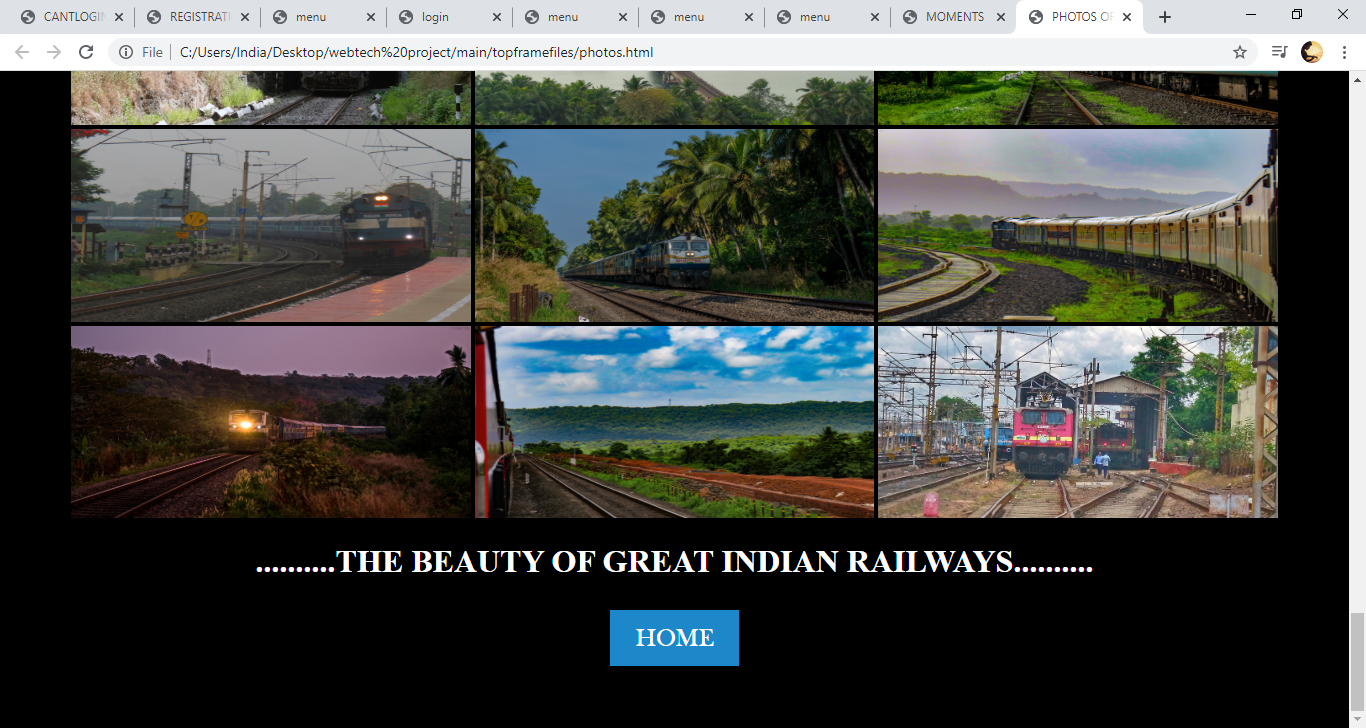 CANTLOGIN
REGISTRATI
menu
login
menu
menu
menu
MOMENTS
PHOTOS OF
File
C:/Users/India/Desktop/webtech%20project/main/topframefiles/photos.html
..........THE BEAUTY OF GREAT INDIAN RAILWAYS..........
HOME